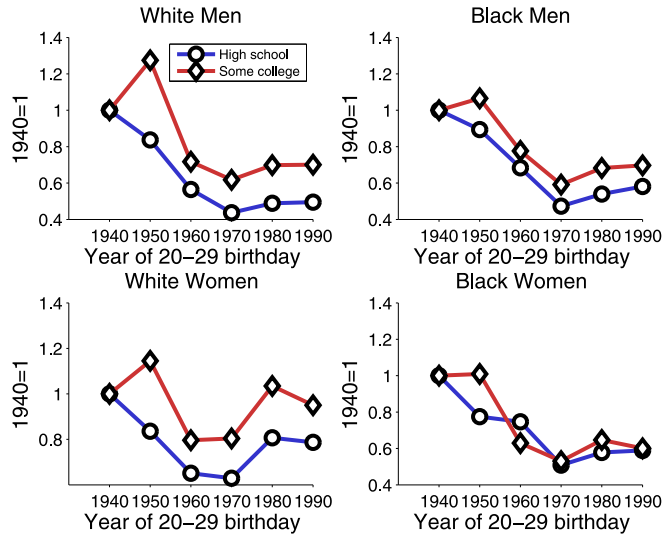 White Men
1.4
1.2
1
0.8
0.6
0.4
1940=1
High school
Some college
1940 1950 1960 1970 1980 1990
Year of 20–29 birthday
Black Men
1.4
1.2
1
0.8
0.6
0.4
1940=1
1940 1950 1960 1970 1980 1990
Year of 20–29 birthday
White Women
1.4
1.2
1
0.8
1940=1
1940 1950 1960 1970 1980 1990
Year of 20–29 birthday
Black Women
1.4
1.2
1
0.8
0.6
0.4
1940=1
1940 1950 1960 1970 1980 1990
Year of 20–29 birthday